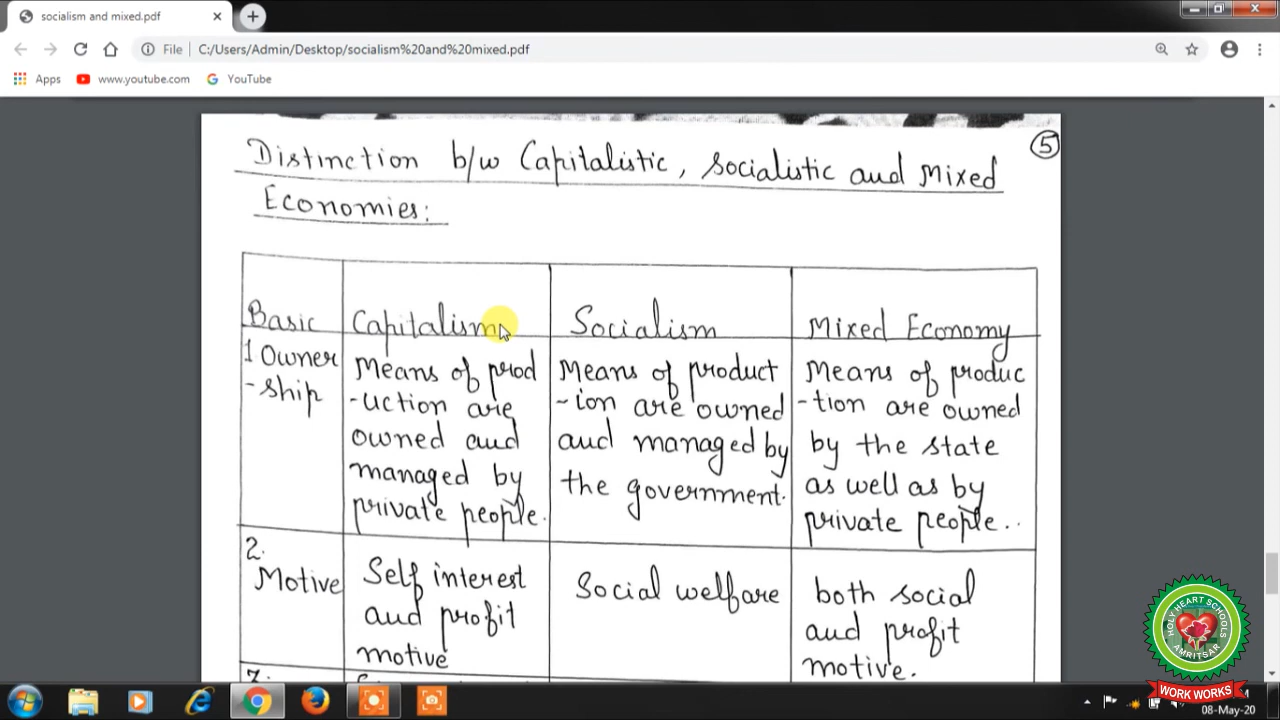 socialism and mixed.pdf
File C:/Users/Admin/Desktop/socialism%20and%20mixed.pdf
Apps www.youtube.com YouTube
5
Distinction b/w Capitalistic, Socialistic and Mixed
Economies:
Basic Capitalism Socialism Mixed Economy
1 Owner
-ship
Means of prod
-uction are
owned and
managed by
private people.
Means of product
-ion are owned
and managed by
the government.
Means of produc
-tion are owned
by the state
as well as by
private people..
2.
Motive
Self interest
and profit
motive
Social welfare
both social
and profit
motive.
HOLY HEART SCHOOLS
AMRITSAR
WORK WORKS
08-May-20